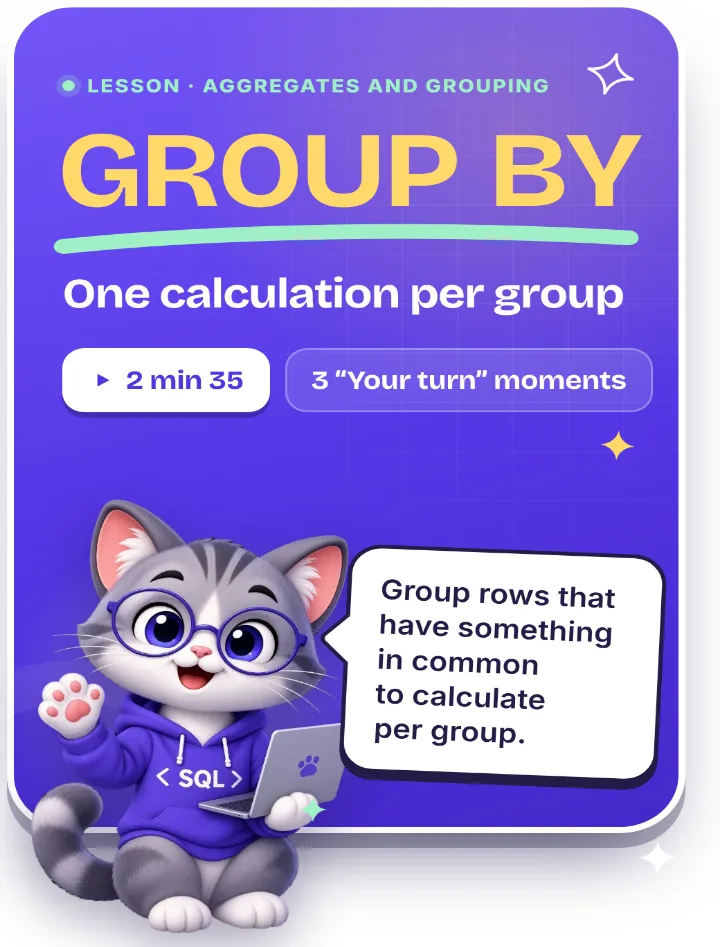 LESSON · AGGREGATES AND GROUPING
GROUP BY
One calculation per group
2 min 35
3 “Your turn” moments
Group rows that
have something
in common
to calculate
per group.
< SQL >